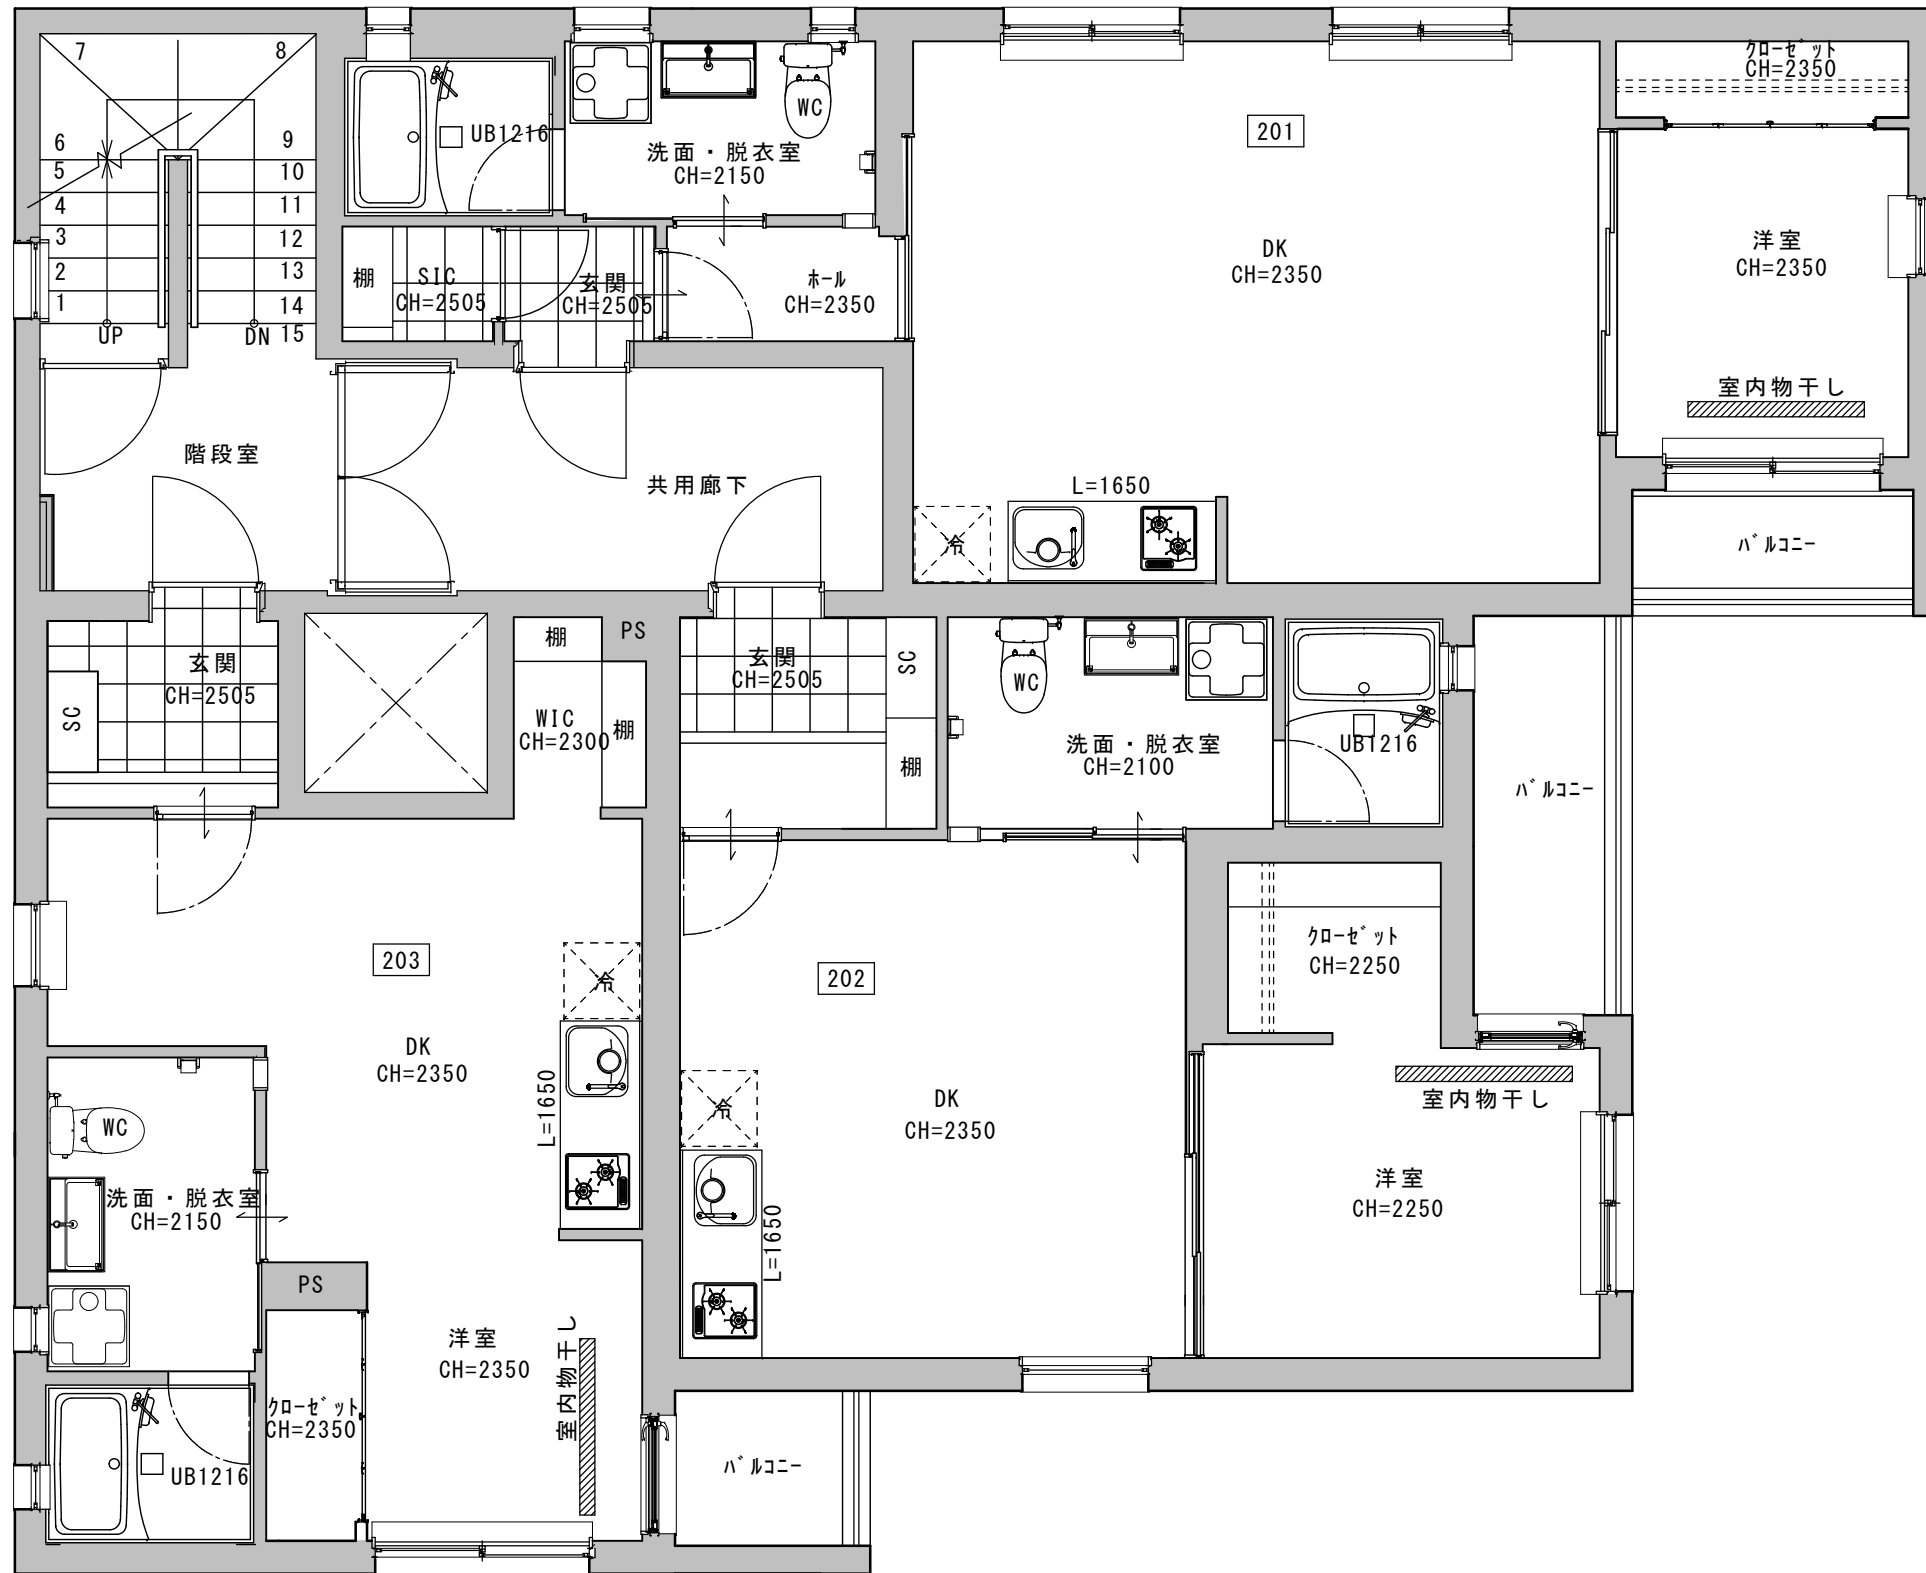 7
8
6
5
4
3
2
1
9
10
11
12
13
14
15
UP
DN
UB1216
WC
洗面・脱衣室
CH=2150
棚
SIC
CH=2505
玄関
CH=2505
ホール
CH=2350
201
DK
CH=2350
クローゼット
CH=2350
洋室
CH=2350
室内物干し
バルコニー
L=1650
冷
階段室
共用廊下
玄関
CH=2505
SC
棚
PS
WIC
CH=2300
棚
玄関
CH=2505
SC
棚
WC
洗面・脱衣室
CH=2100
UB1216
バルコニー
203
冷
DK
CH=2350
L=1650
WC
洗面・脱衣室
CH=2150
PS
洋室
CH=2350
室内物干し
クローゼット
CH=2350
UB1216
バルコニー
202
冷
DK
CH=2350
L=1650
クローゼット
CH=2250
室内物干し
洋室
CH=2250